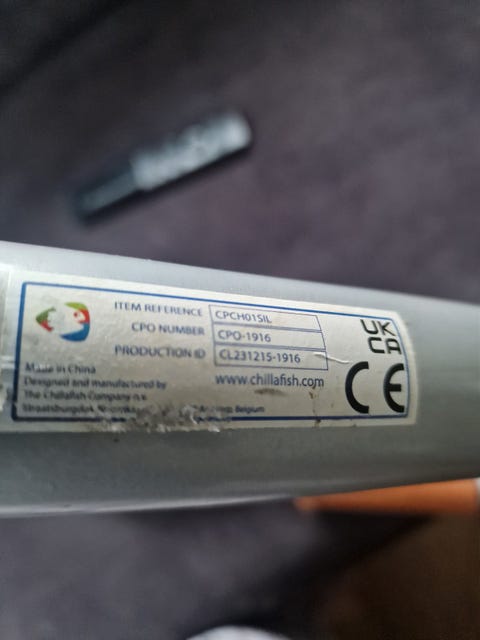 ITEM REFERENCE CPCH01SIL
CPO NUMBER CPO-1916
PRODUCTION ID CL231215-1916
www.chillafish.com
UK
CA
CE
Made in China
Designed and manufactured by
The Chillafish Company n.v.
Belgium